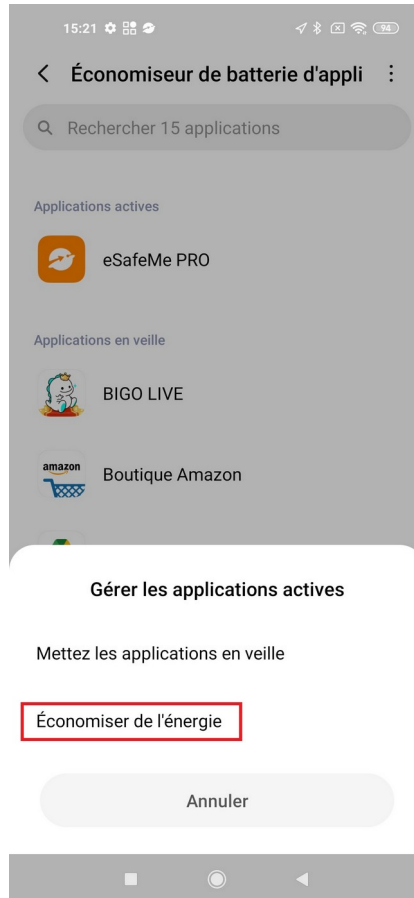 15:21
94
Économiseur de batterie d'appli
Rechercher 15 applications
Applications actives
eSafeMe PRO
Applications en veille
BIGO LIVE
amazon
Boutique Amazon
Gérer les applications actives
Mettez les applications en veille
Économiser de l'énergie
Annuler